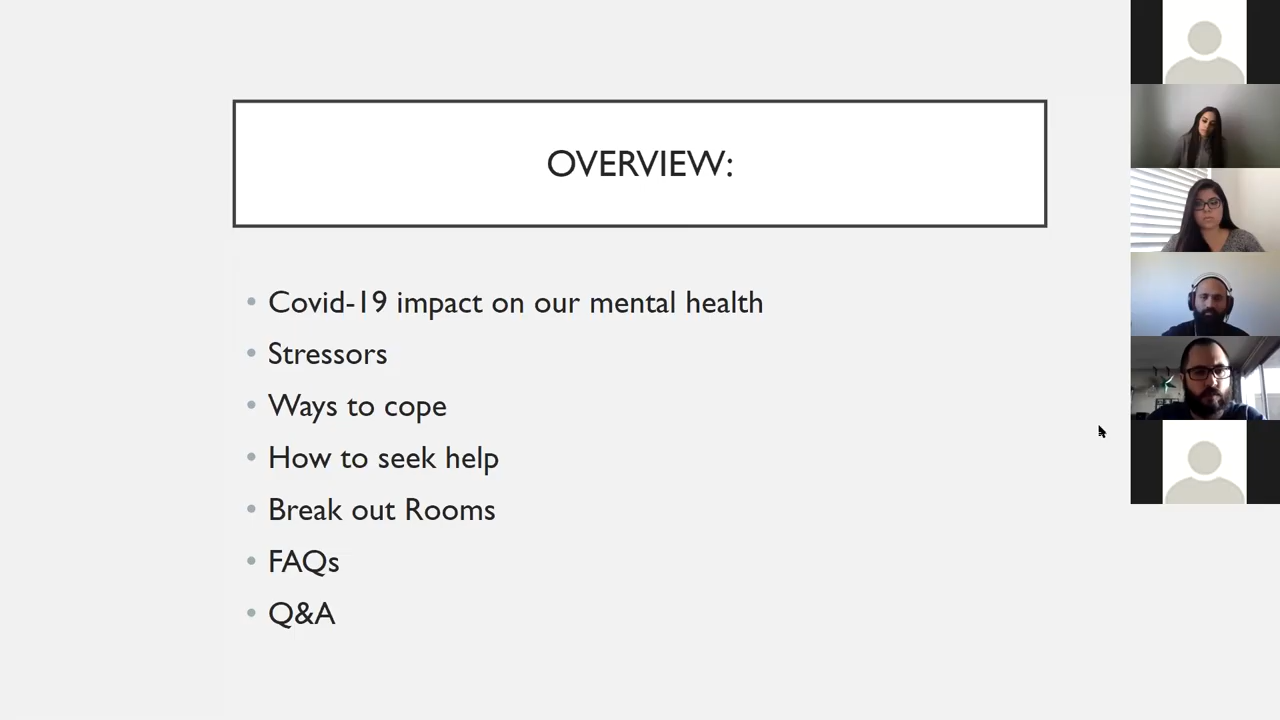 OVERVIEW:
Covid-19 impact on our mental health
Stressors
Ways to cope
How to seek help
Break out Rooms
FAQs
Q&A